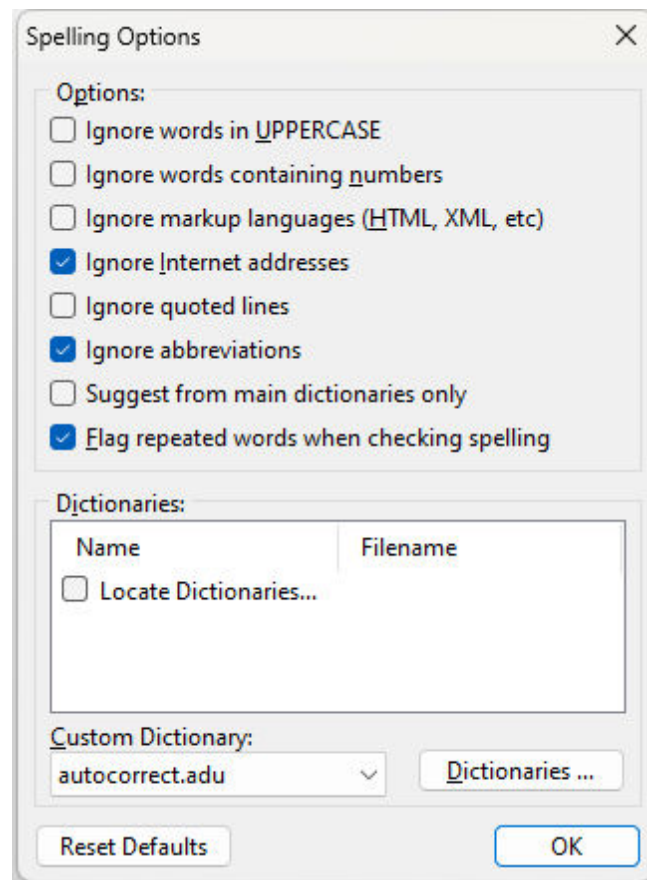 Spelling Options
Options:
Ignore words in UPPERCASE
Ignore words containing numbers
Ignore markup languages (HTML, XML, etc)
Ignore Internet addresses
Ignore quoted lines
Ignore abbreviations
Suggest from main dictionaries only
Flag repeated words when checking spelling
Dictionaries:
Name Filename
Locate Dictionaries...
Custom Dictionary:
autocorrect.adu Dictionaries ...
Reset Defaults OK